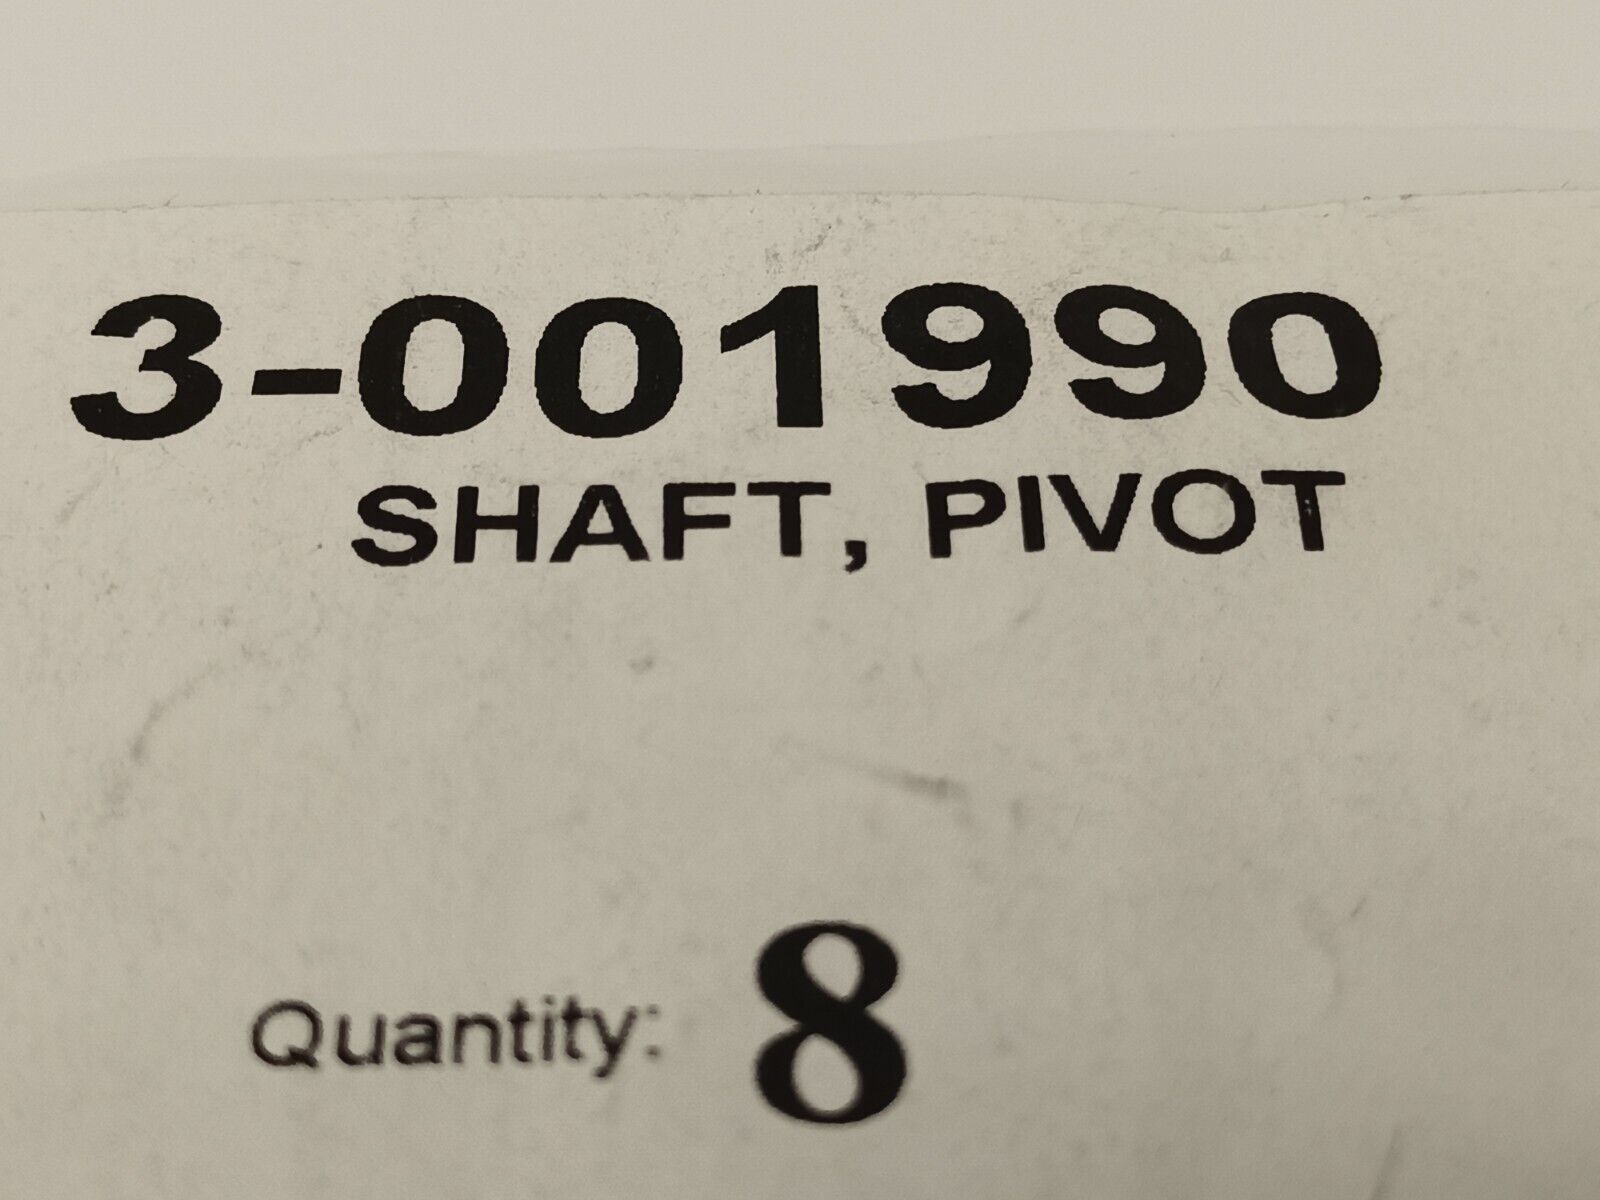 3-001990
SHAFT, PIVOT
Quantity: 8